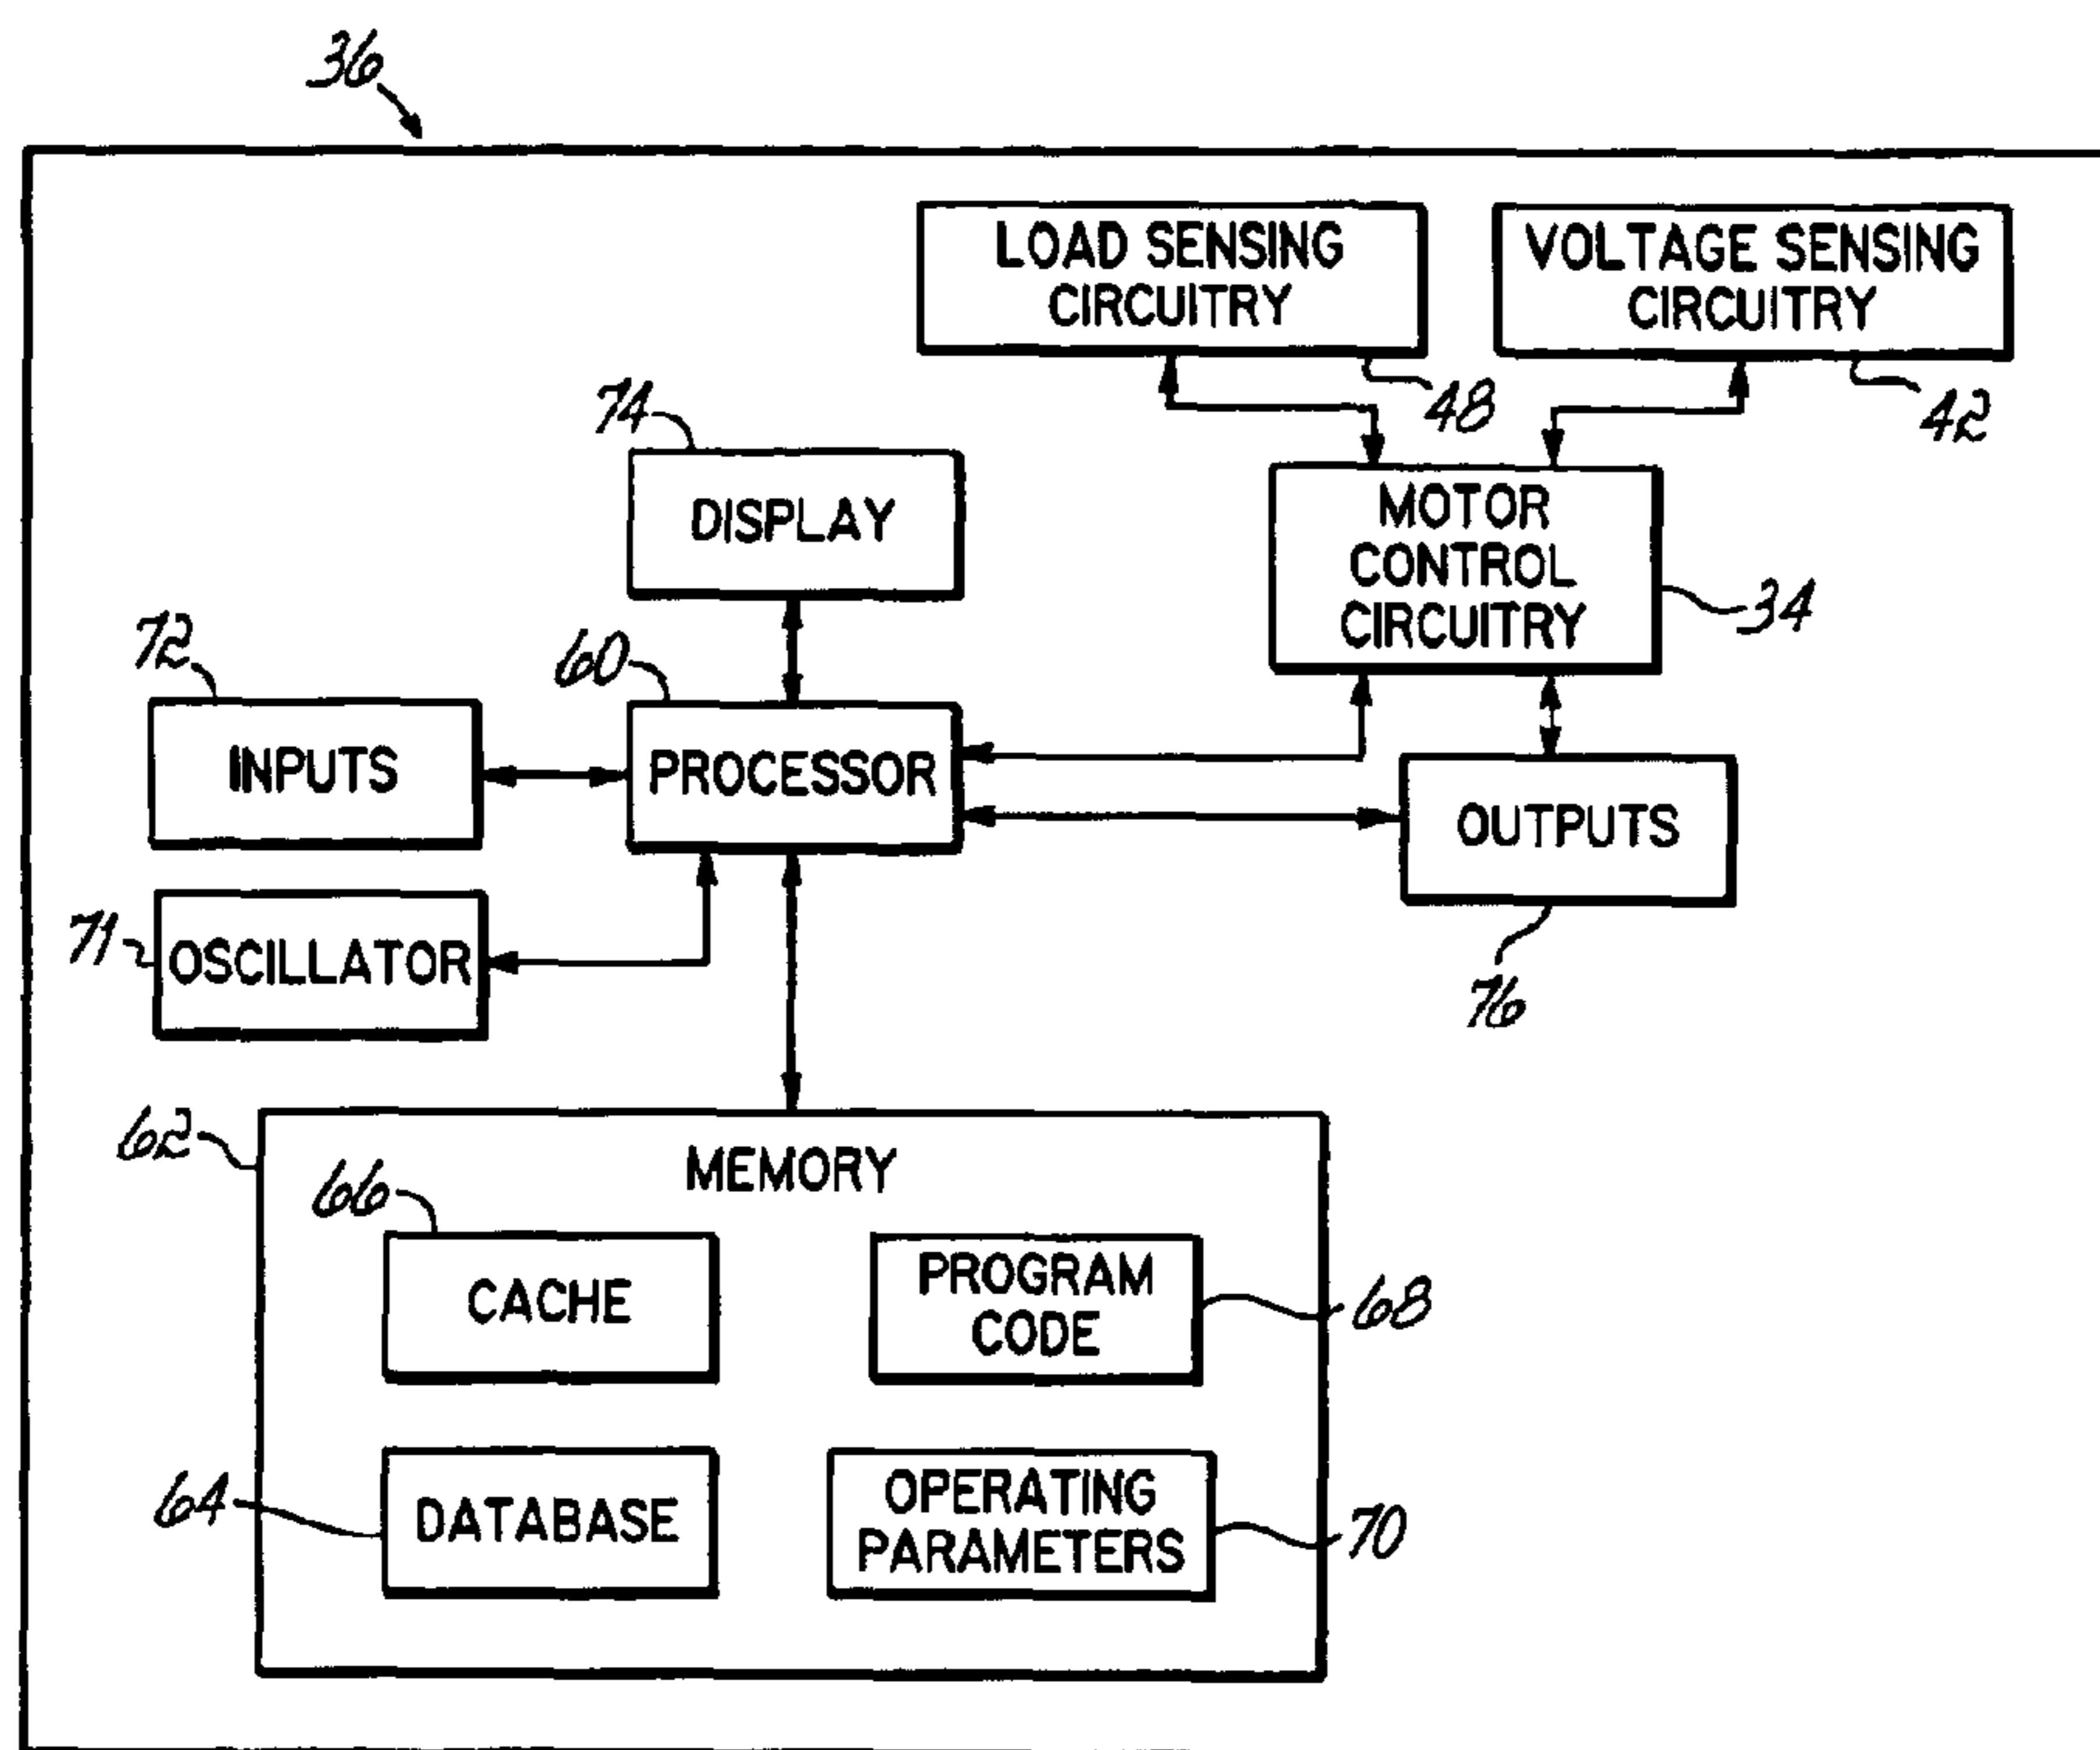 36
LOAD SENSING
CIRCUITRY
VOLTAGE SENSING
CIRCUITRY
48
42
74
DISPLAY
MOTOR
CONTROL
CIRCUITRY
34
72
INPUTS
60
PROCESSOR
OUTPUTS
76
71
OSCILLATOR
62
MEMORY
66
CACHE
PROGRAM
CODE
68
64
DATABASE
OPERATING
PARAMETERS
70